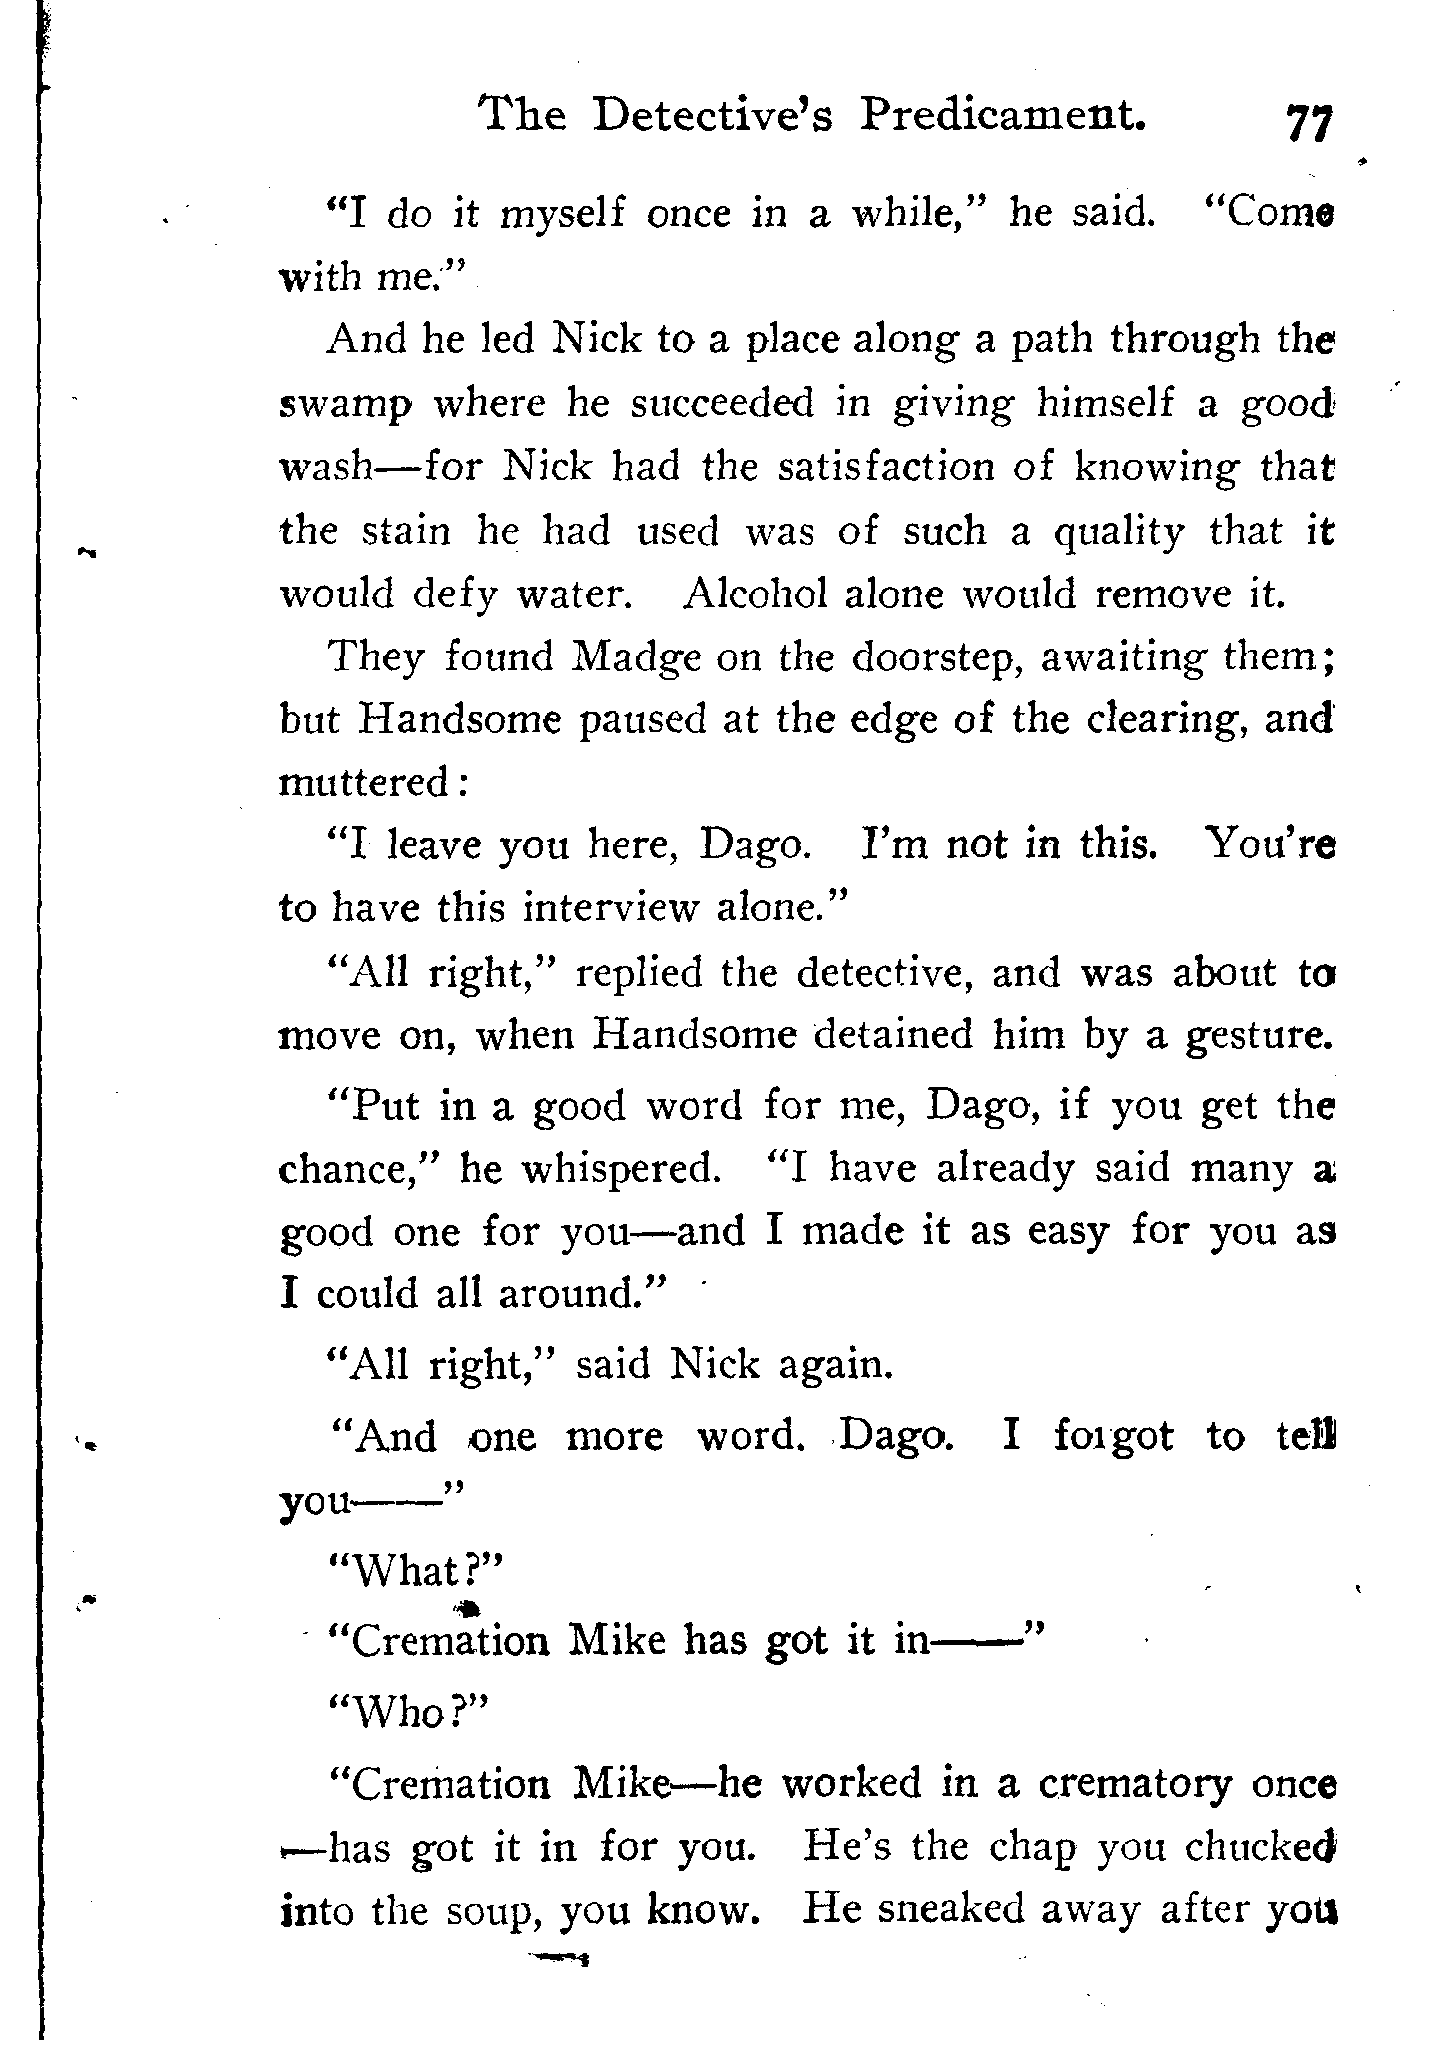 The Detective's Predicament. 77
"I do it myself once in a while," he said. "Come
with me."
And he led Nick to a place along a path through the
swamp where he succeeded in giving himself a good
wash—for Nick had the satisfaction of knowing that
the stain he had used was of such a quality that it
would defy water. Alcohol alone would remove it.
They found Madge on the doorstep, awaiting them;
but Handsome paused at the edge of the clearing, and
muttered:
"I leave you here, Dago. I'm not in this. You're
to have this interview alone."
"All right," replied the detective, and was about to
move on, when Handsome detained him by a gesture.
"Put in a good word for me, Dago, if you get the
chance," he whispered. "I have already said many a
good one for you—and I made it as easy for you as
I could all around."
"All right," said Nick again.
"And one more word. Dago. I forgot to tell
you——"
"What?"
"Cremation Mike has got it in——"
"Who?"
"Cremation Mike—he worked in a crematory once
—has got it in for you. He's the chap you chucked
into the soup, you know. He sneaked away after you